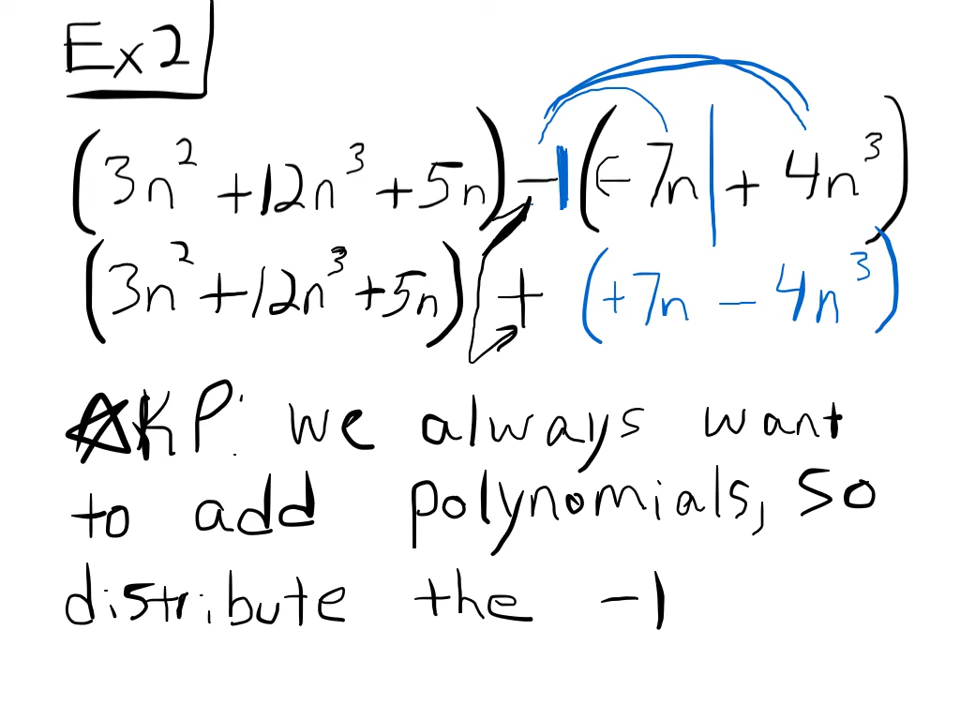 Ex2
(3n² + 12n³ + 5n) - 1(-7n + 4n³)
(3n² + 12n³ + 5n) + (+7n - 4n³)
☆KP: we always want
to add polynomials, so
distribute the -1